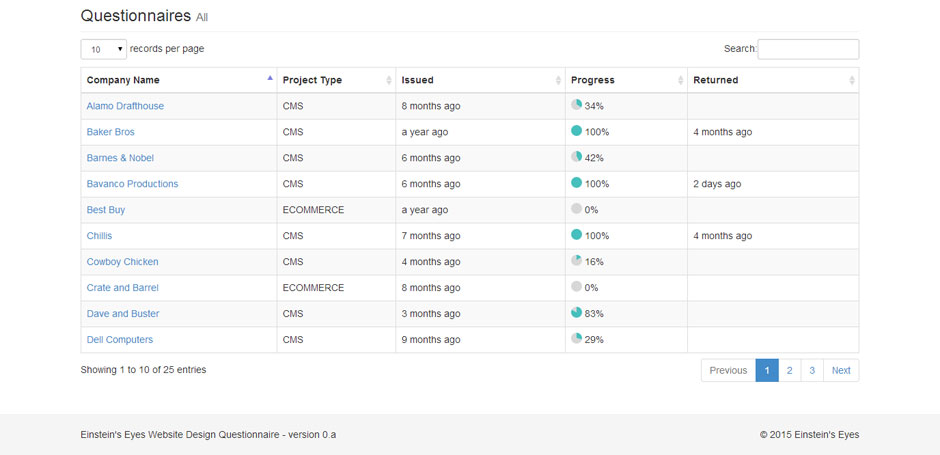 Questionnaires All
10 records per page Search:
Company Name Project Type Issued Progress Returned
Alamo Drafthouse CMS 8 months ago 34%
Baker Bros CMS a year ago 100% 4 months ago
Barnes & Nobel CMS 6 months ago 42%
Bavanco Productions CMS 6 months ago 100% 2 days ago
Best Buy ECOMMERCE a year ago 0%
Chillis CMS 7 months ago 100% 4 months ago
Cowboy Chicken CMS 4 months ago 16%
Crate and Barrel ECOMMERCE 8 months ago 0%
Dave and Buster CMS 3 months ago 83%
Dell Computers CMS 9 months ago 29%
Showing 1 to 10 of 25 entries Previous 1 2 3 Next
Einstein's Eyes Website Design Questionnaire - version 0.a © 2015 Einstein's Eyes